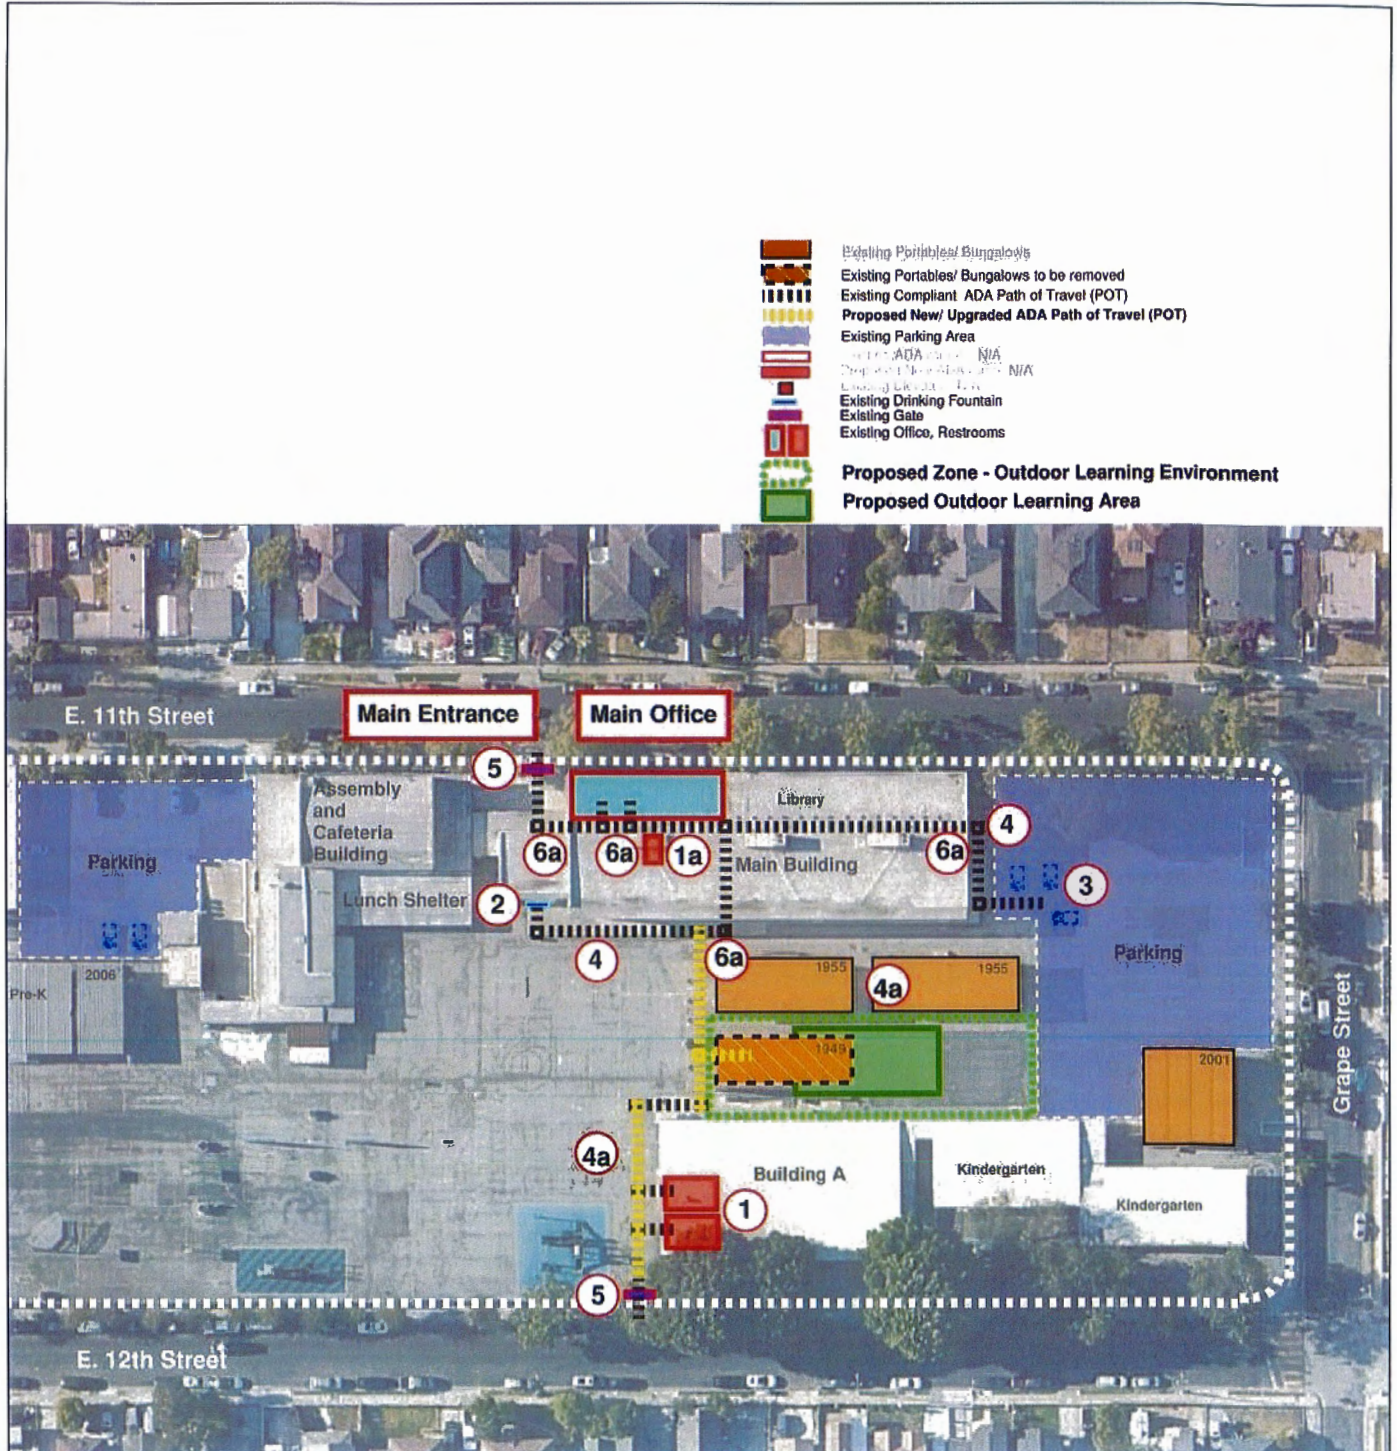 Existing Portables/ Bungalows
Existing Portables/ Bungalows to be removed
Existing Compliant ADA Path of Travel (POT)
Proposed New/ Upgraded ADA Path of Travel (POT)
Existing Parking Area
ADA N/A
N/A
Existing Drinking Fountain
Existing Gate
Existing Office, Restrooms
Proposed Zone - Outdoor Learning Environment
Proposed Outdoor Learning Area
E. 11th Street
Main Entrance
Main Office
5
Assembly
and
Cafeteria
Building
Library
4
6a
6a
1a
6a
Parking
Main Building
3
Lunch Shelter
2
4
6a
Parking
1955
1955
4a
Pre-K
2006
1949
2001
Grape Street
4a
Building A
Kindergarten
Kindergarten
1
5
E. 12th Street